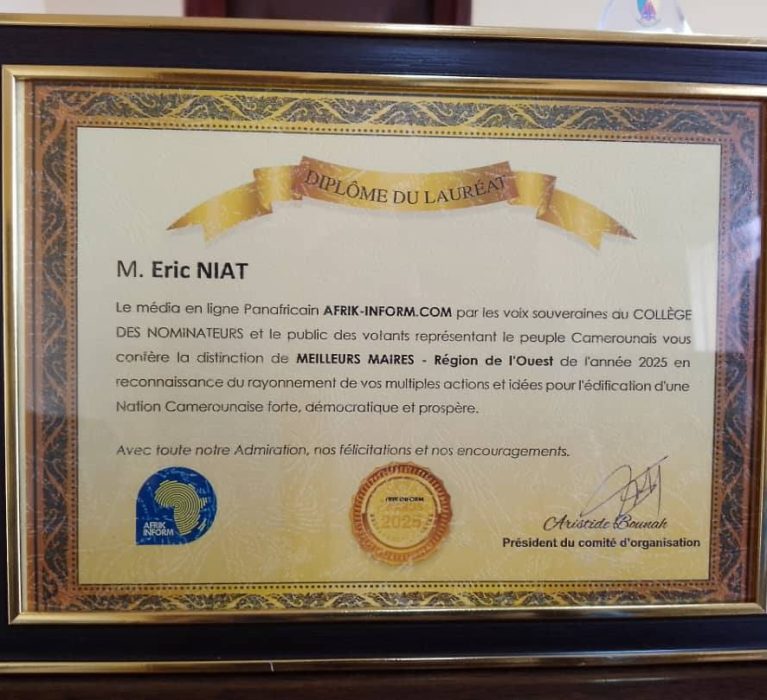 DIPLÔME DU LAURÉAT
M. Eric NIAT
Le média en ligne Panafricain AFRIK-INFORM.COM par les voix souveraines du COLLÈGE
DES NOMINATEURS et le public des votants représentant le peuple Camerounais vous
confère la distinction de MEILLEURS MAIRES - Région de l'Ouest de l'année 2025 en
reconnaissance du rayonnement de vos multiples actions et idées pour l'édification d'une
Nation Camerounaise forte, démocratique et prospère.
Avec toute notre Admiration, nos félicitations et nos encouragements.
AFRIK
INFORM
AFRIK-INFORM
AWARDS
2025
Aristide Bounah
Président du comité d'organisation